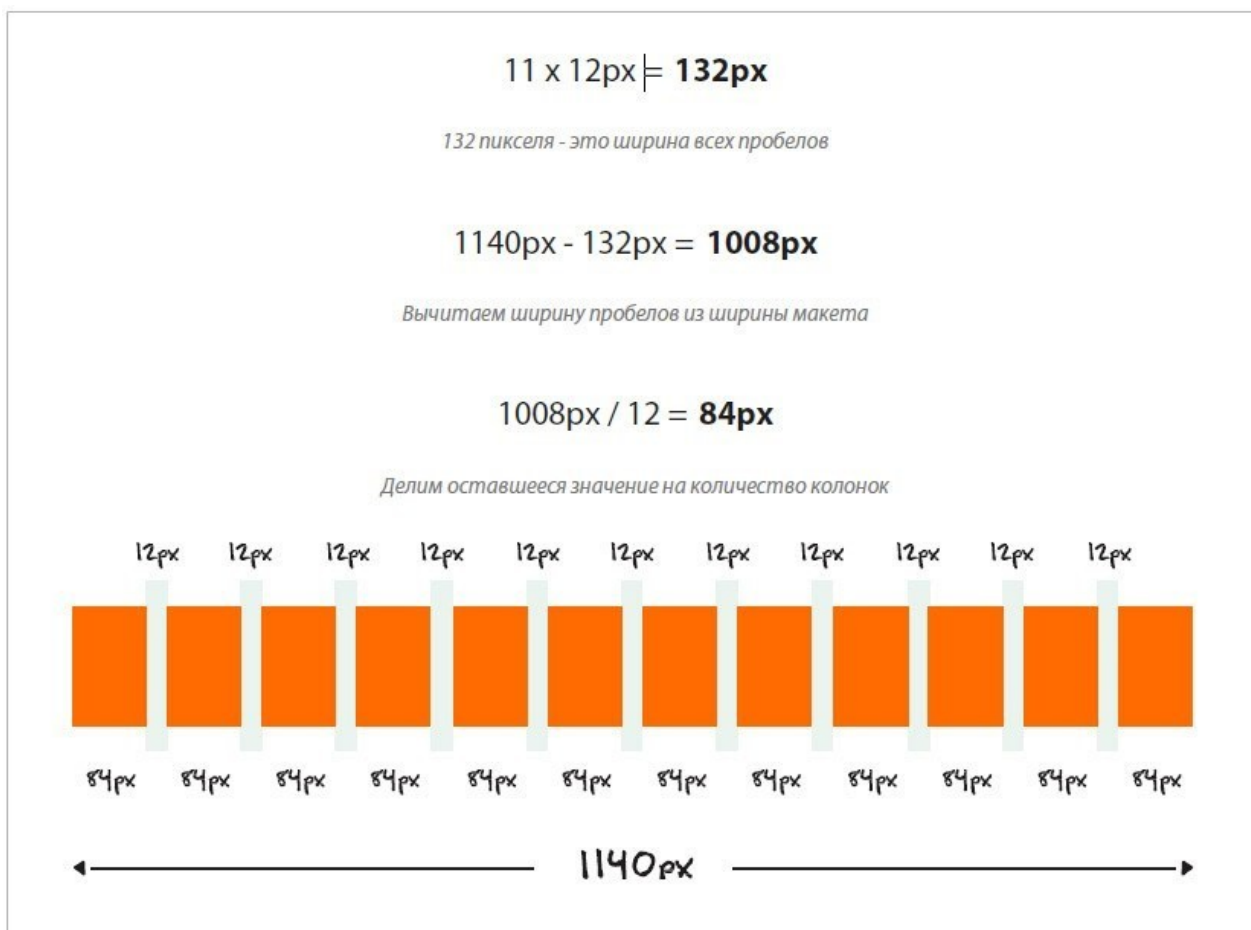 11 x 12px = 132px
132 пикселя - это ширина всех пробелов
1140px - 132px = 1008px
Вычитаем ширину пробелов из ширины макета
1008px / 12 = 84px
Делим оставшееся значение на количество колонок
12px 12px 12px 12px 12px 12px 12px 12px 12px 12px 12px
84px 84px 84px 84px 84px 84px 84px 84px 84px 84px 84px 84px
1140px